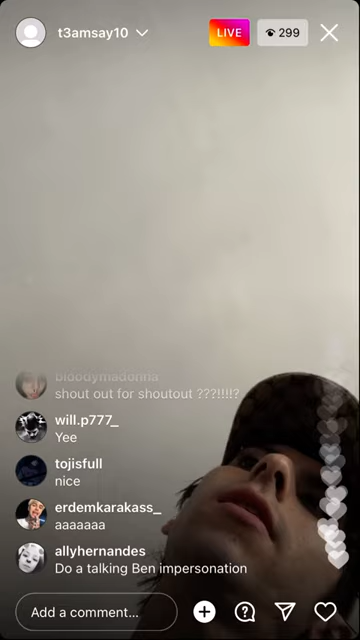 t3amsay10
LIVE
299
bloodymadonna
shout out for shoutout ???!!!!?
will.p777_
Yee
tojisfull
nice
erdemkarakass_
aaaaaaa
allyhernandes
Do a talking Ben impersonation
Add a comment...